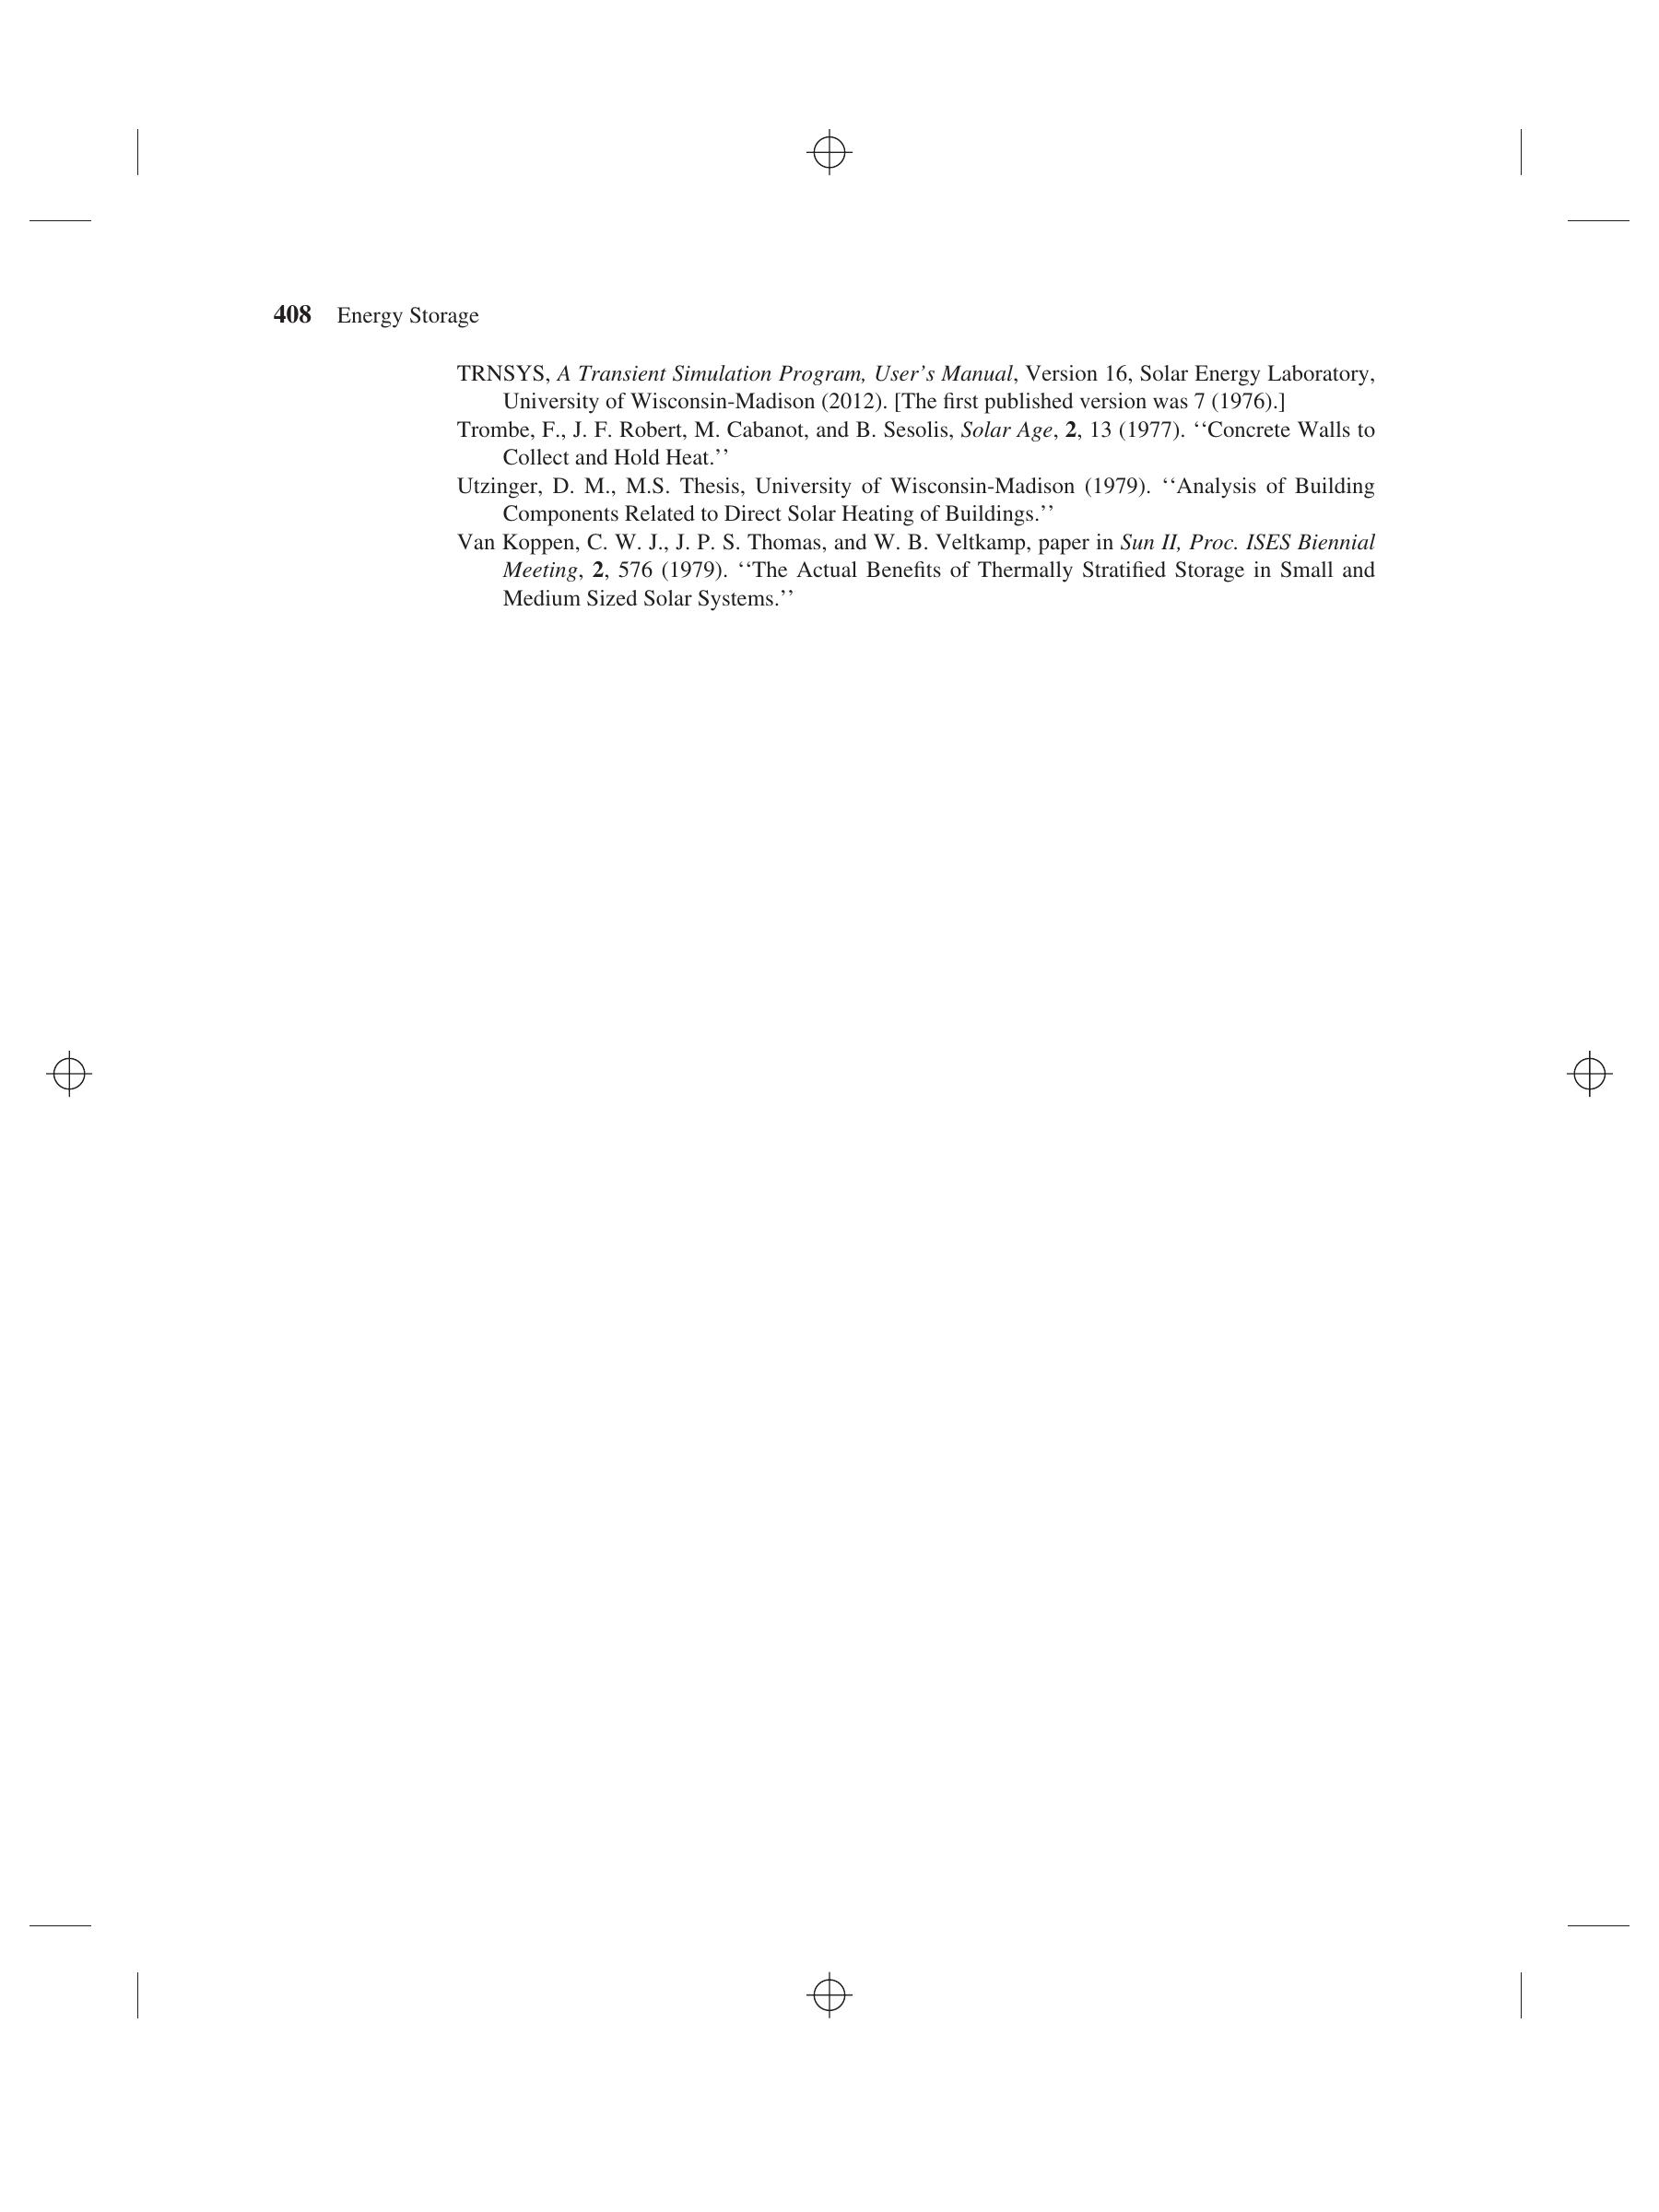 408 Energy Storage
TRNSYS, A Transient Simulation Program, User’s Manual, Version 16, Solar Energy Laboratory,
University of Wisconsin-Madison (2012). [The first published version was 7 (1976).]
Trombe, F., J. F. Robert, M. Cabanot, and B. Sesolis, Solar Age, 2, 13 (1977). ‘‘Concrete Walls to
Collect and Hold Heat.’’
Utzinger, D. M., M.S. Thesis, University of Wisconsin-Madison (1979). ‘‘Analysis of Building
Components Related to Direct Solar Heating of Buildings.’’
Van Koppen, C. W. J., J. P. S. Thomas, and W. B. Veltkamp, paper in Sun II, Proc. ISES Biennial
Meeting, 2, 576 (1979). ‘‘The Actual Benefits of Thermally Stratified Storage in Small and
Medium Sized Solar Systems.’’